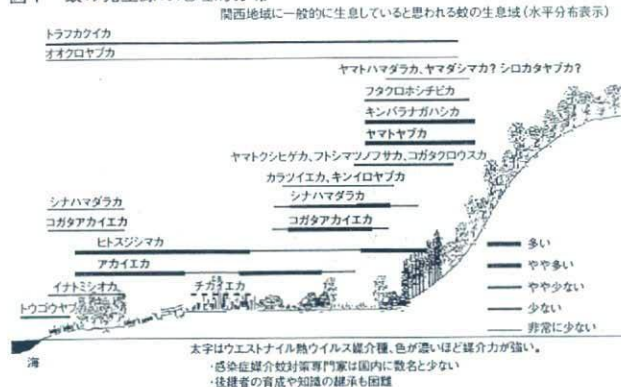 関西地域に一般的に生息していると思われる蚊の生息域(水平分布表示)
トラフカクイカ
オオクロヤブカ
ヤマトハマダラカ、ヤマダシマカ? シロカタヤブカ?
フタクロホシチビカ
キンパラナガハシカ
ヤマトヤブカ
ヤマトクシヒゲカ、フトシマツノフサカ、コガタクロウスカ
カラツイエカ、キンイロヤブカ
シナハマダラカ
シナハマダラカ
コガタアカイエカ
コガタアカイエカ
ヒトスジシマカ
アカイエカ
イナトミシオカ
チカイエカ
トウゴウヤブ
多い
やや多い
やや少ない
少ない
非常に少ない
海
太字はウエストナイル熱ウイルス媒介種、色が濃いほど媒介力が強い。
・感染症媒介蚊対策専門家は国内に数名と少ない
・後継者の育成や知識の継承も困難